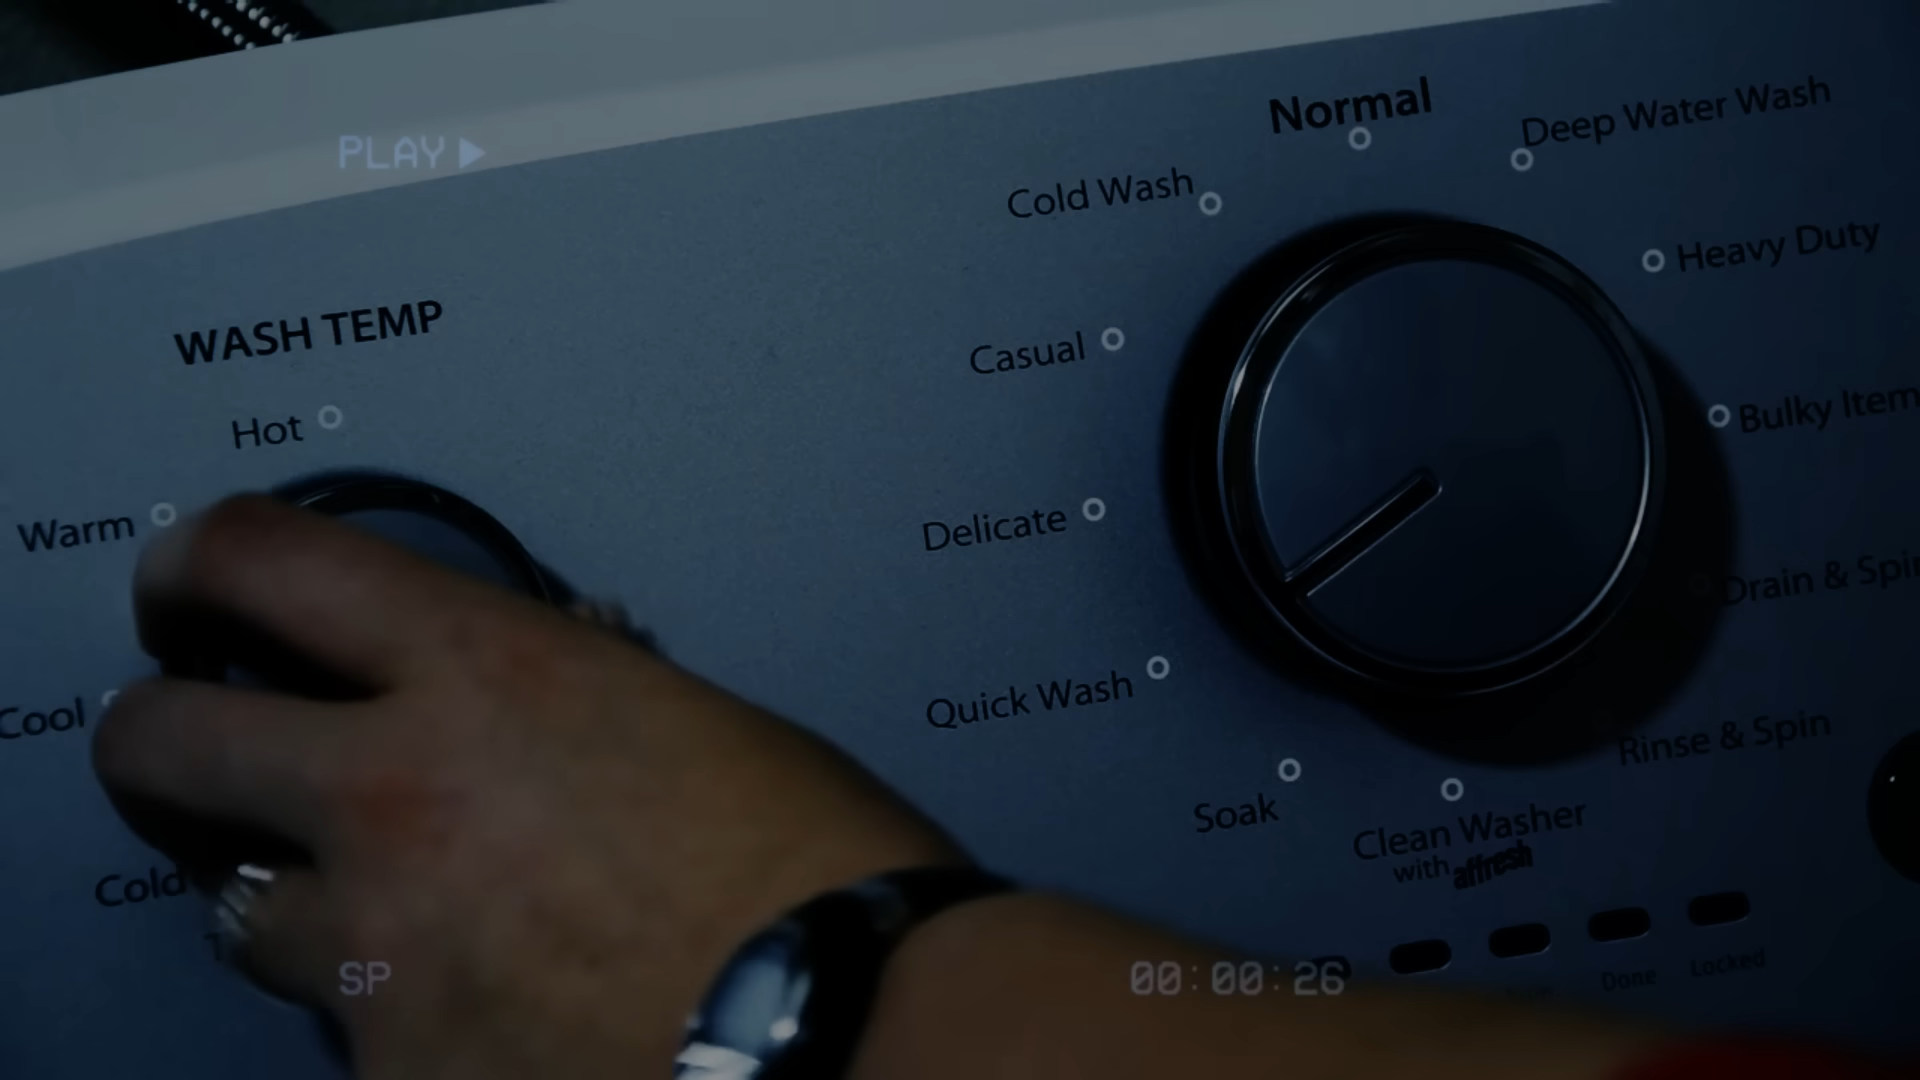 PLAY
Normal
Deep Water Wash
Cold Wash
Heavy Duty
WASH TEMP
Casual
Hot
Bulky Item
Warm
Delicate
Drain & Spin
Cool
Quick Wash
Rinse & Spin
Soak
Clean Washer
with affresh
Cold
SP
00:00:26
Done
Locked